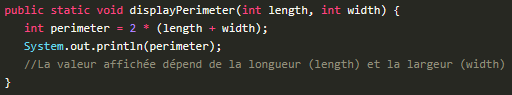 public static void displayPerimeter(int length, int width) {
int perimeter = 2 * (length + width);
System.out.println(perimeter);
//La valeur affichée dépend de la longueur (length) et la largeur (width)
}